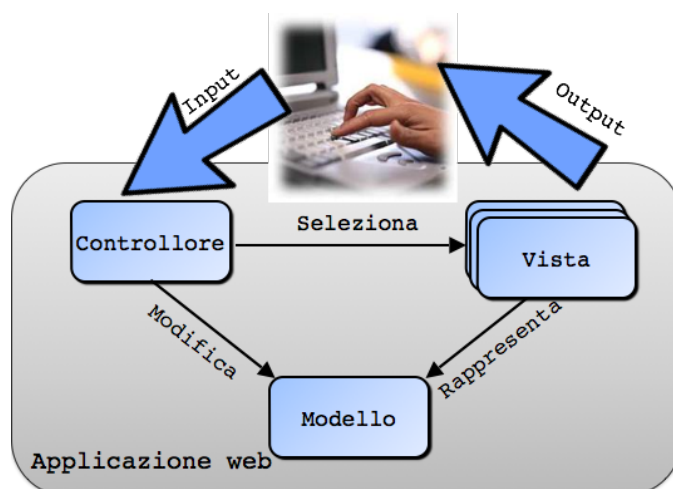 Input
Output
Controllore
Seleziona
Vista
Modifica
Rappresenta
Modello
Applicazione web